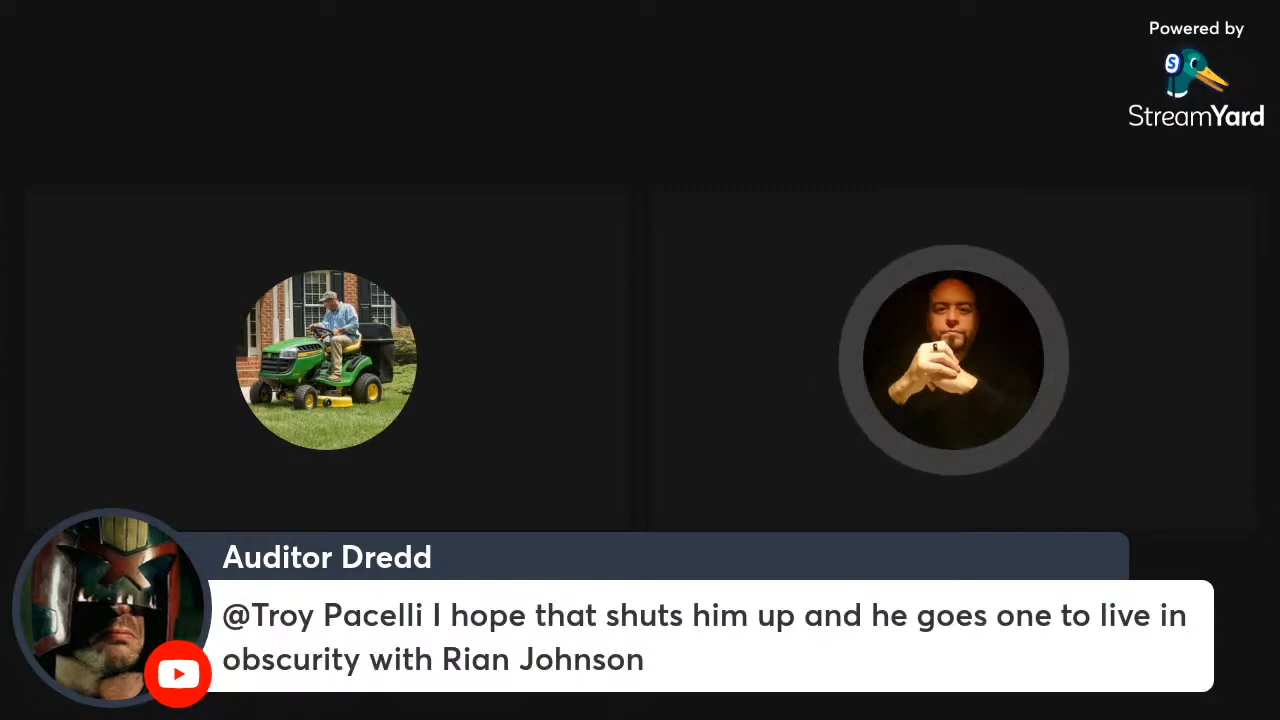 Powered by
S
StreamYard
Auditor Dredd
@Troy Pacelli I hope that shuts him up and he goes one to live in
obscurity with Rian Johnson